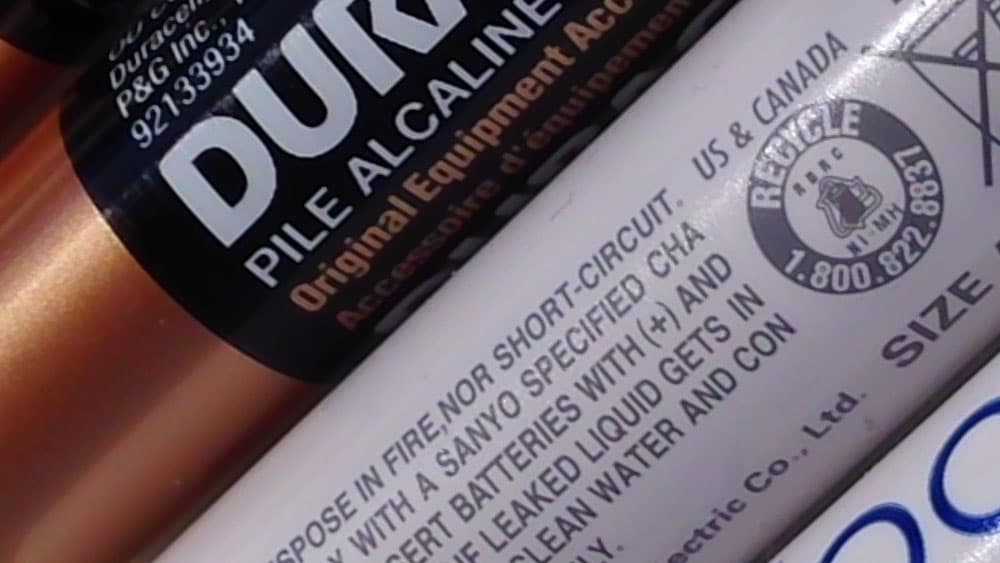 Duracell
P&G Inc.,
92133934
DURA
PILE ALCALINE
Original Equipment Acc
Accessoire d'équipemen
SPOSE IN FIRE, NOR SHORT-CIRCUIT.
Y WITH A SANYO SPECIFIED CHA
SERT BATTERIES WITH (+) AND
IF LEAKED LIQUID GETS IN
CLEAN WATER AND CON
LY.
ectric Co., Ltd.
US & CANADA
RECYCLE
RBRC
Ni-MH
1.800.822.8837
SIZE